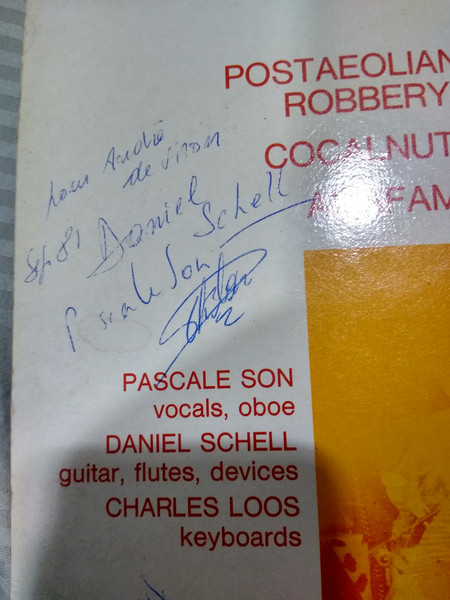 POSTAEOLIAN
ROBBERY
COCALNUT
pour André
de Viron
Sep 81 Daniel
Schell
Pascale Son
PASCALE SON
vocals, oboe
DANIEL SCHELL
guitar, flutes, devices
CHARLES LOOS
keyboards